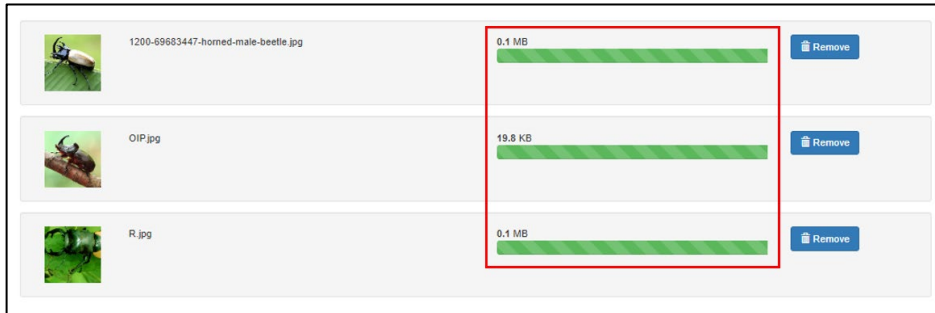 1200-69683447-horned-male-beetle.jpg
0.1 MB
Remove
OIP.jpg
19.8 KB
Remove
R.jpg
0.1 MB
Remove